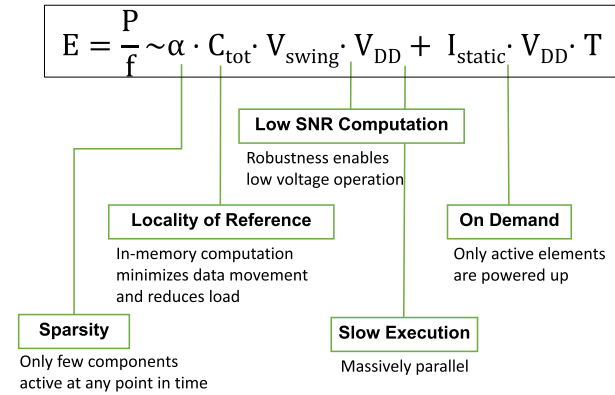 E = P/f ~α · C_tot · V_swing · V_DD + I_static · V_DD · T
Low SNR Computation
Robustness enables
low voltage operation
Locality of Reference
In-memory computation
minimizes data movement
and reduces load
On Demand
Only active elements
are powered up
Sparsity
Only few components
active at any point in time
Slow Execution
Massively parallel